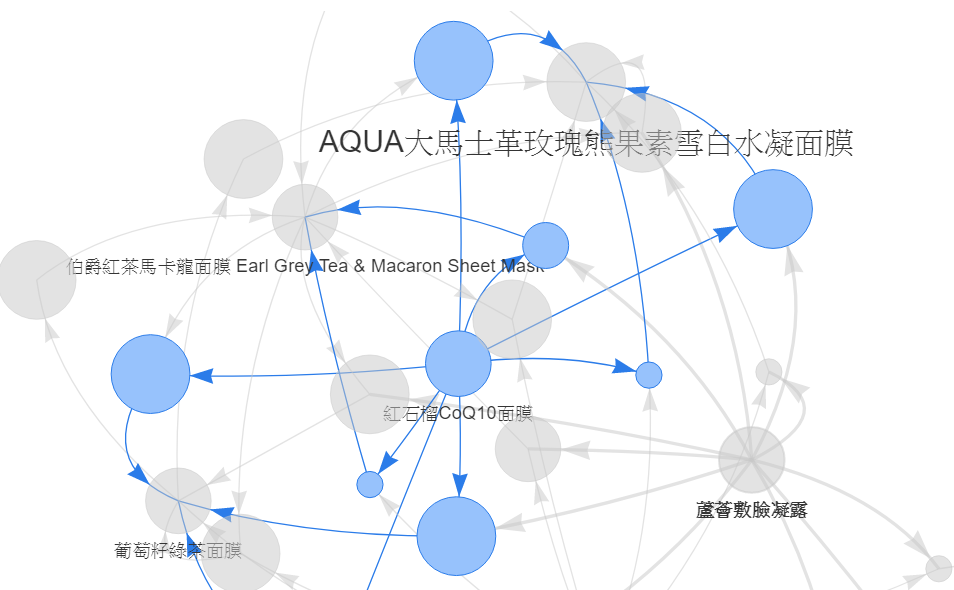 AQUA大馬士革玫瑰熊果素雪白水凝面膜
伯爵紅茶馬卡龍面膜 Earl Grey Tea & Macaron Sheet Mask
紅石榴CoQ10面膜
蘆薈敷臉凝露
葡萄籽綠茶面膜